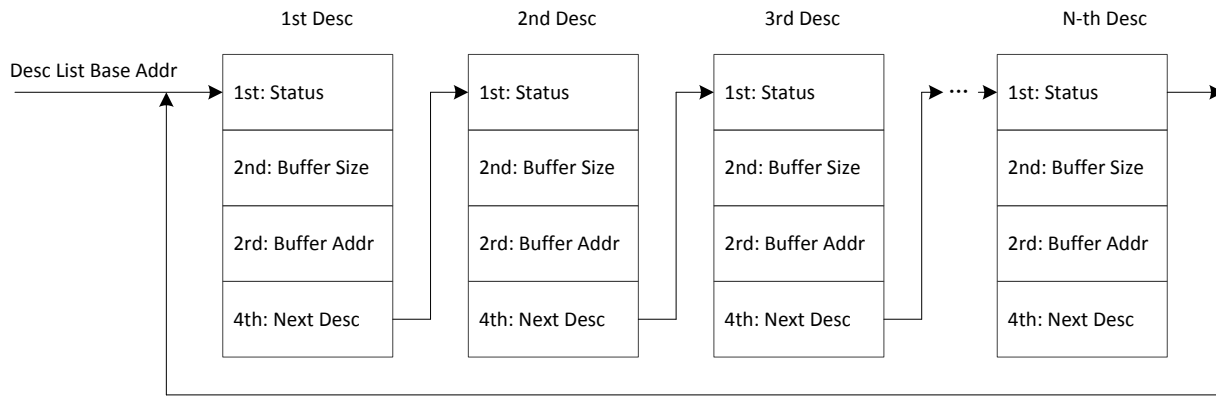 1st Desc
2nd Desc
3rd Desc
N-th Desc
Desc List Base Addr
1st: Status
1st: Status
1st: Status
...
1st: Status
2nd: Buffer Size
2nd: Buffer Size
2nd: Buffer Size
2nd: Buffer Size
2rd: Buffer Addr
2rd: Buffer Addr
2rd: Buffer Addr
2rd: Buffer Addr
4th: Next Desc
4th: Next Desc
4th: Next Desc
4th: Next Desc